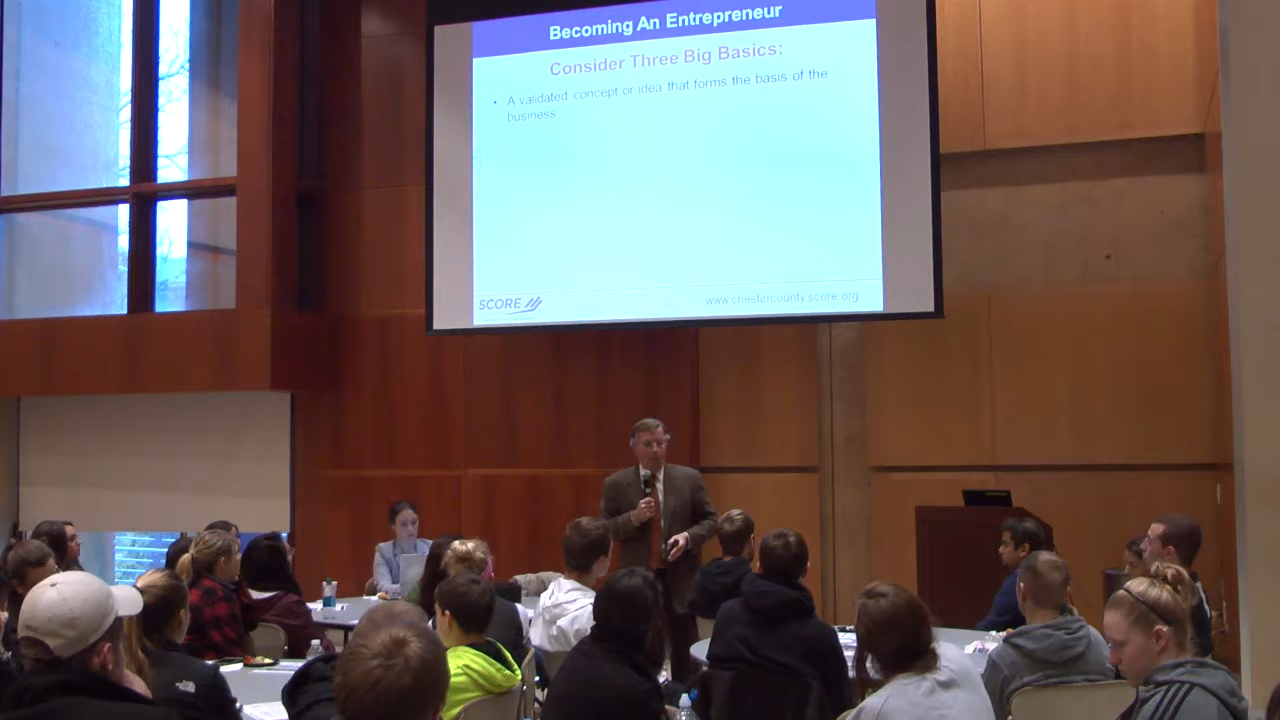 Becoming An Entrepreneur
Consider Three Big Basics:
• A validated concept or idea that forms the basis of the
business
SCORE
www.chestercounty.score.org